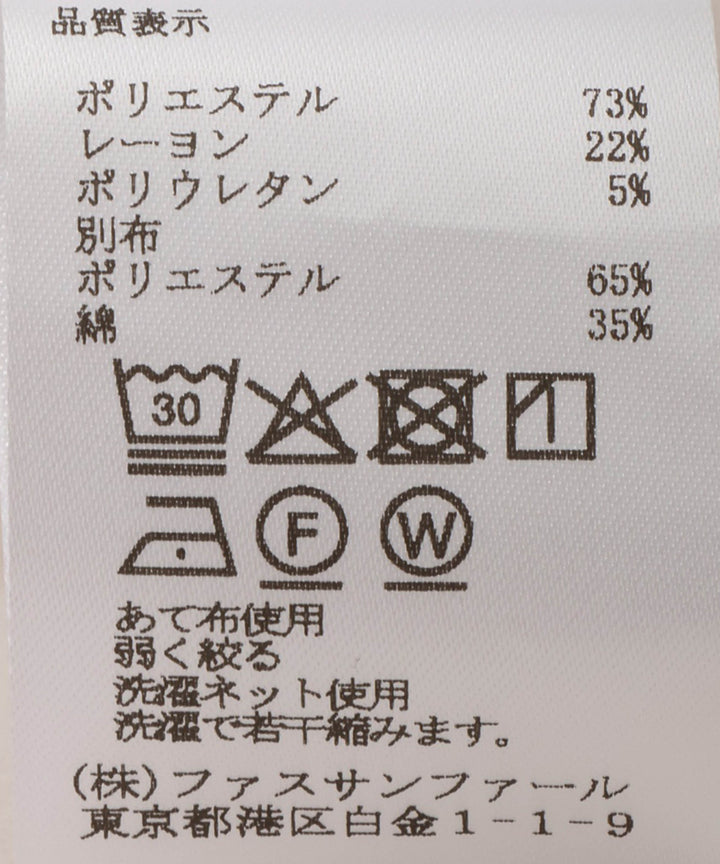 品質表示
ポリエステル 73%
レーヨン 22%
ポリウレタン 5%
別布
ポリエステル 65%
綿 35%
30
F W
あて布使用
弱く絞る
洗濯ネット使用
洗濯で若干縮みます。
(株)ファスサンファール
東京都港区白金1-1-9